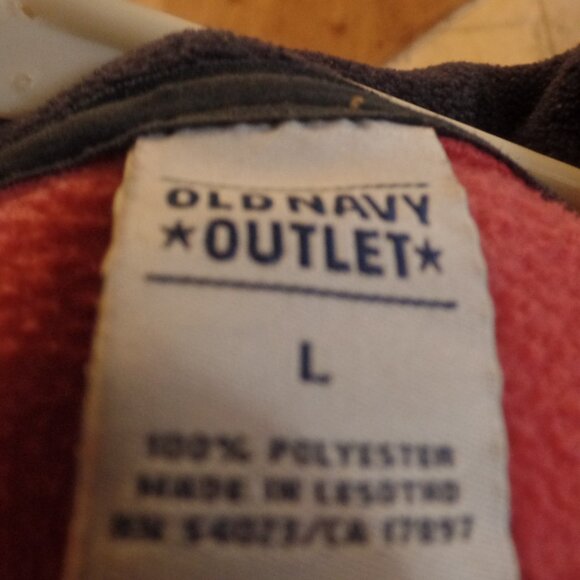 OLD NAVY
★OUTLET★
L
100% POLYESTER
MADE IN LESOTHO
RN 54023/CA 17897